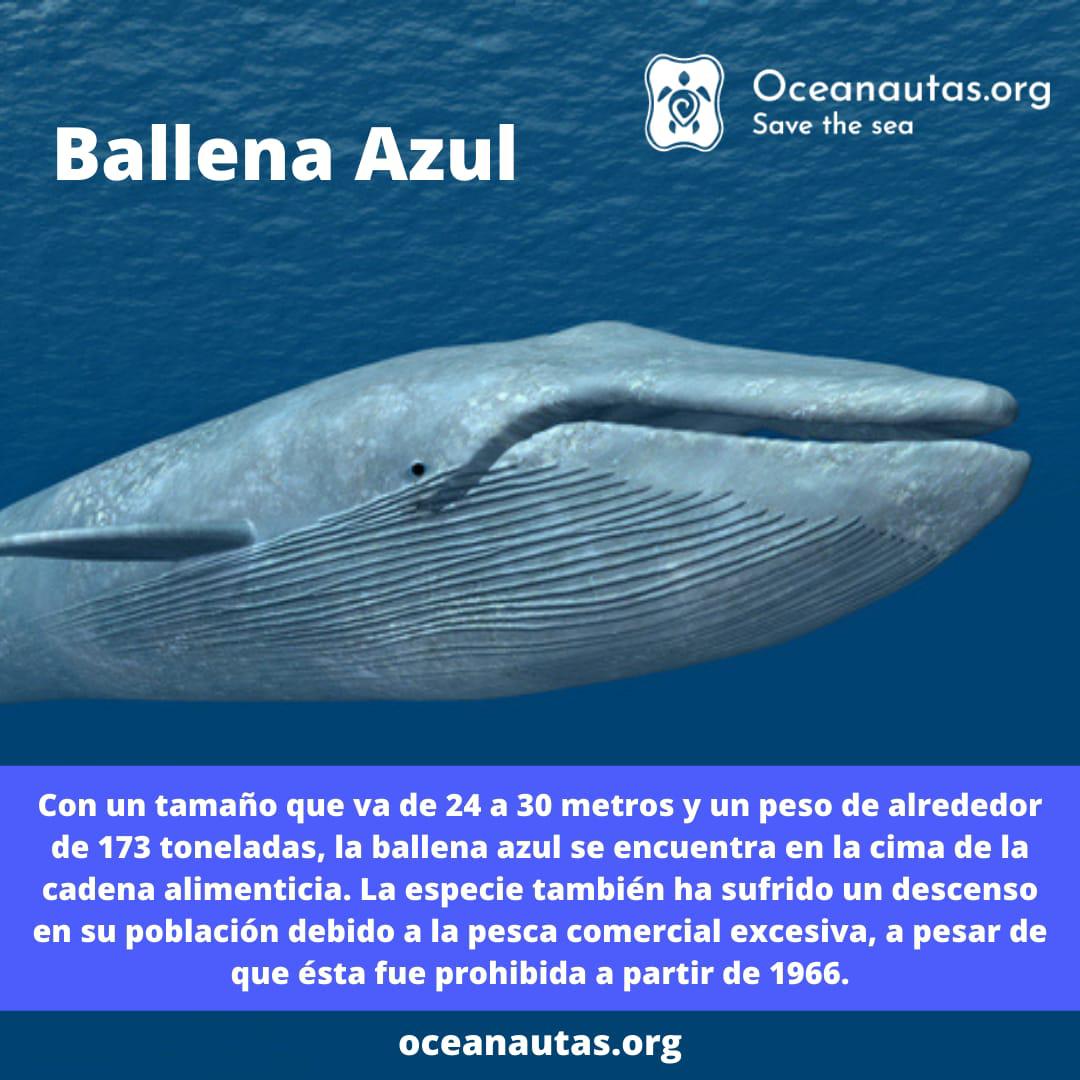 Oceanautas.org
Save the sea
Ballena Azul
Con un tamaño que va de 24 a 30 metros y un peso de alrededor
de 173 toneladas, la ballena azul se encuentra en la cima de la
cadena alimenticia. La especie también ha sufrido un descenso
en su población debido a la pesca comercial excesiva, a pesar de
que ésta fue prohibida a partir de 1966.
oceanautas.org